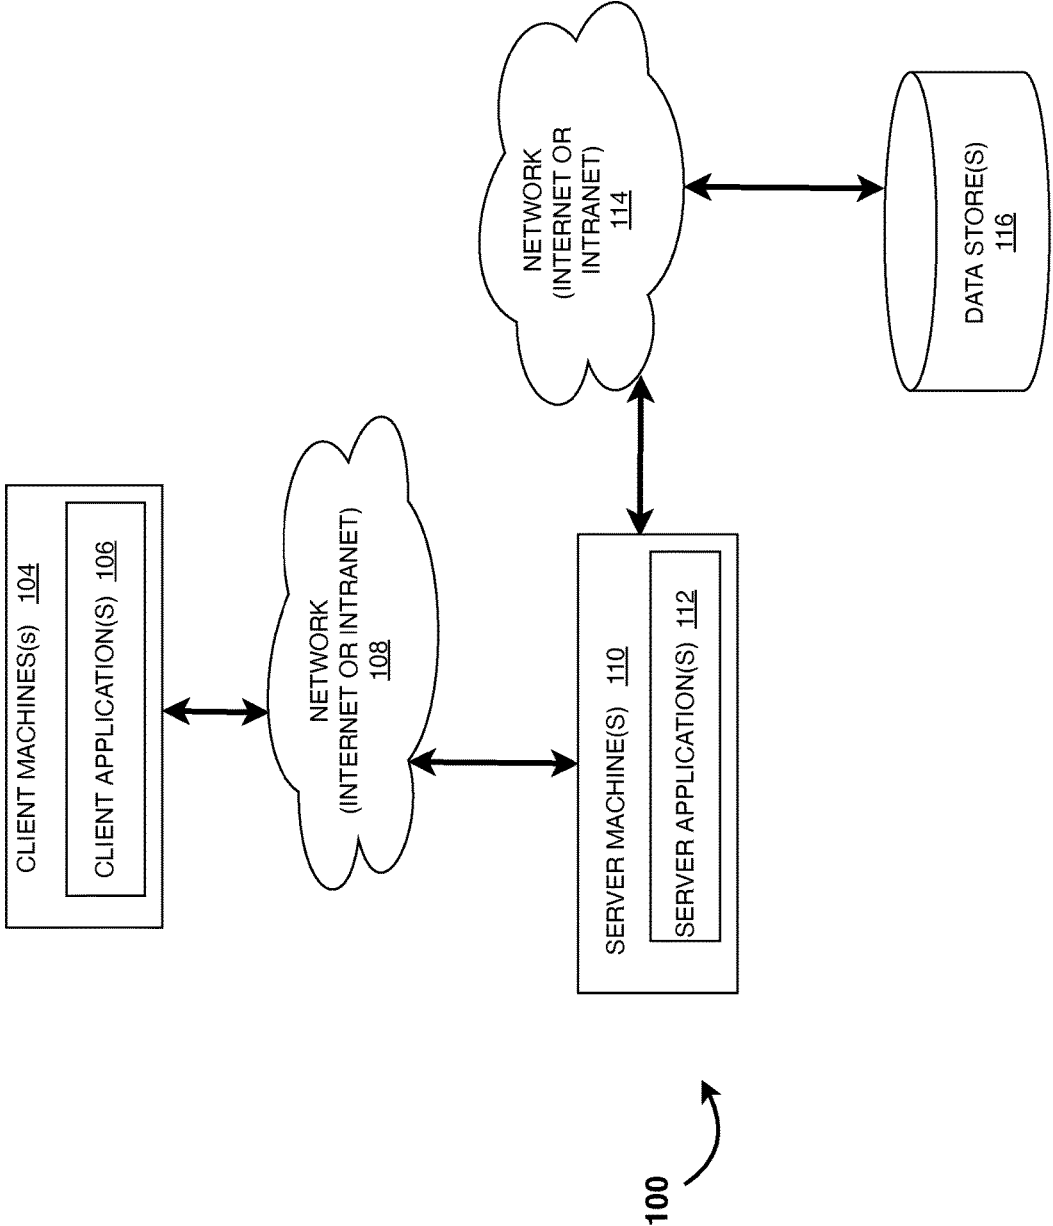 CLIENT MACHINES(s) 104
CLIENT APPLICATION(S) 106
NETWORK
(INTERNET OR INTRANET)
108
SERVER MACHINE(S) 110
SERVER APPLICATION(S) 112
NETWORK
(INTERNET OR
INTRANET)
114
DATA STORE(S)
116
100